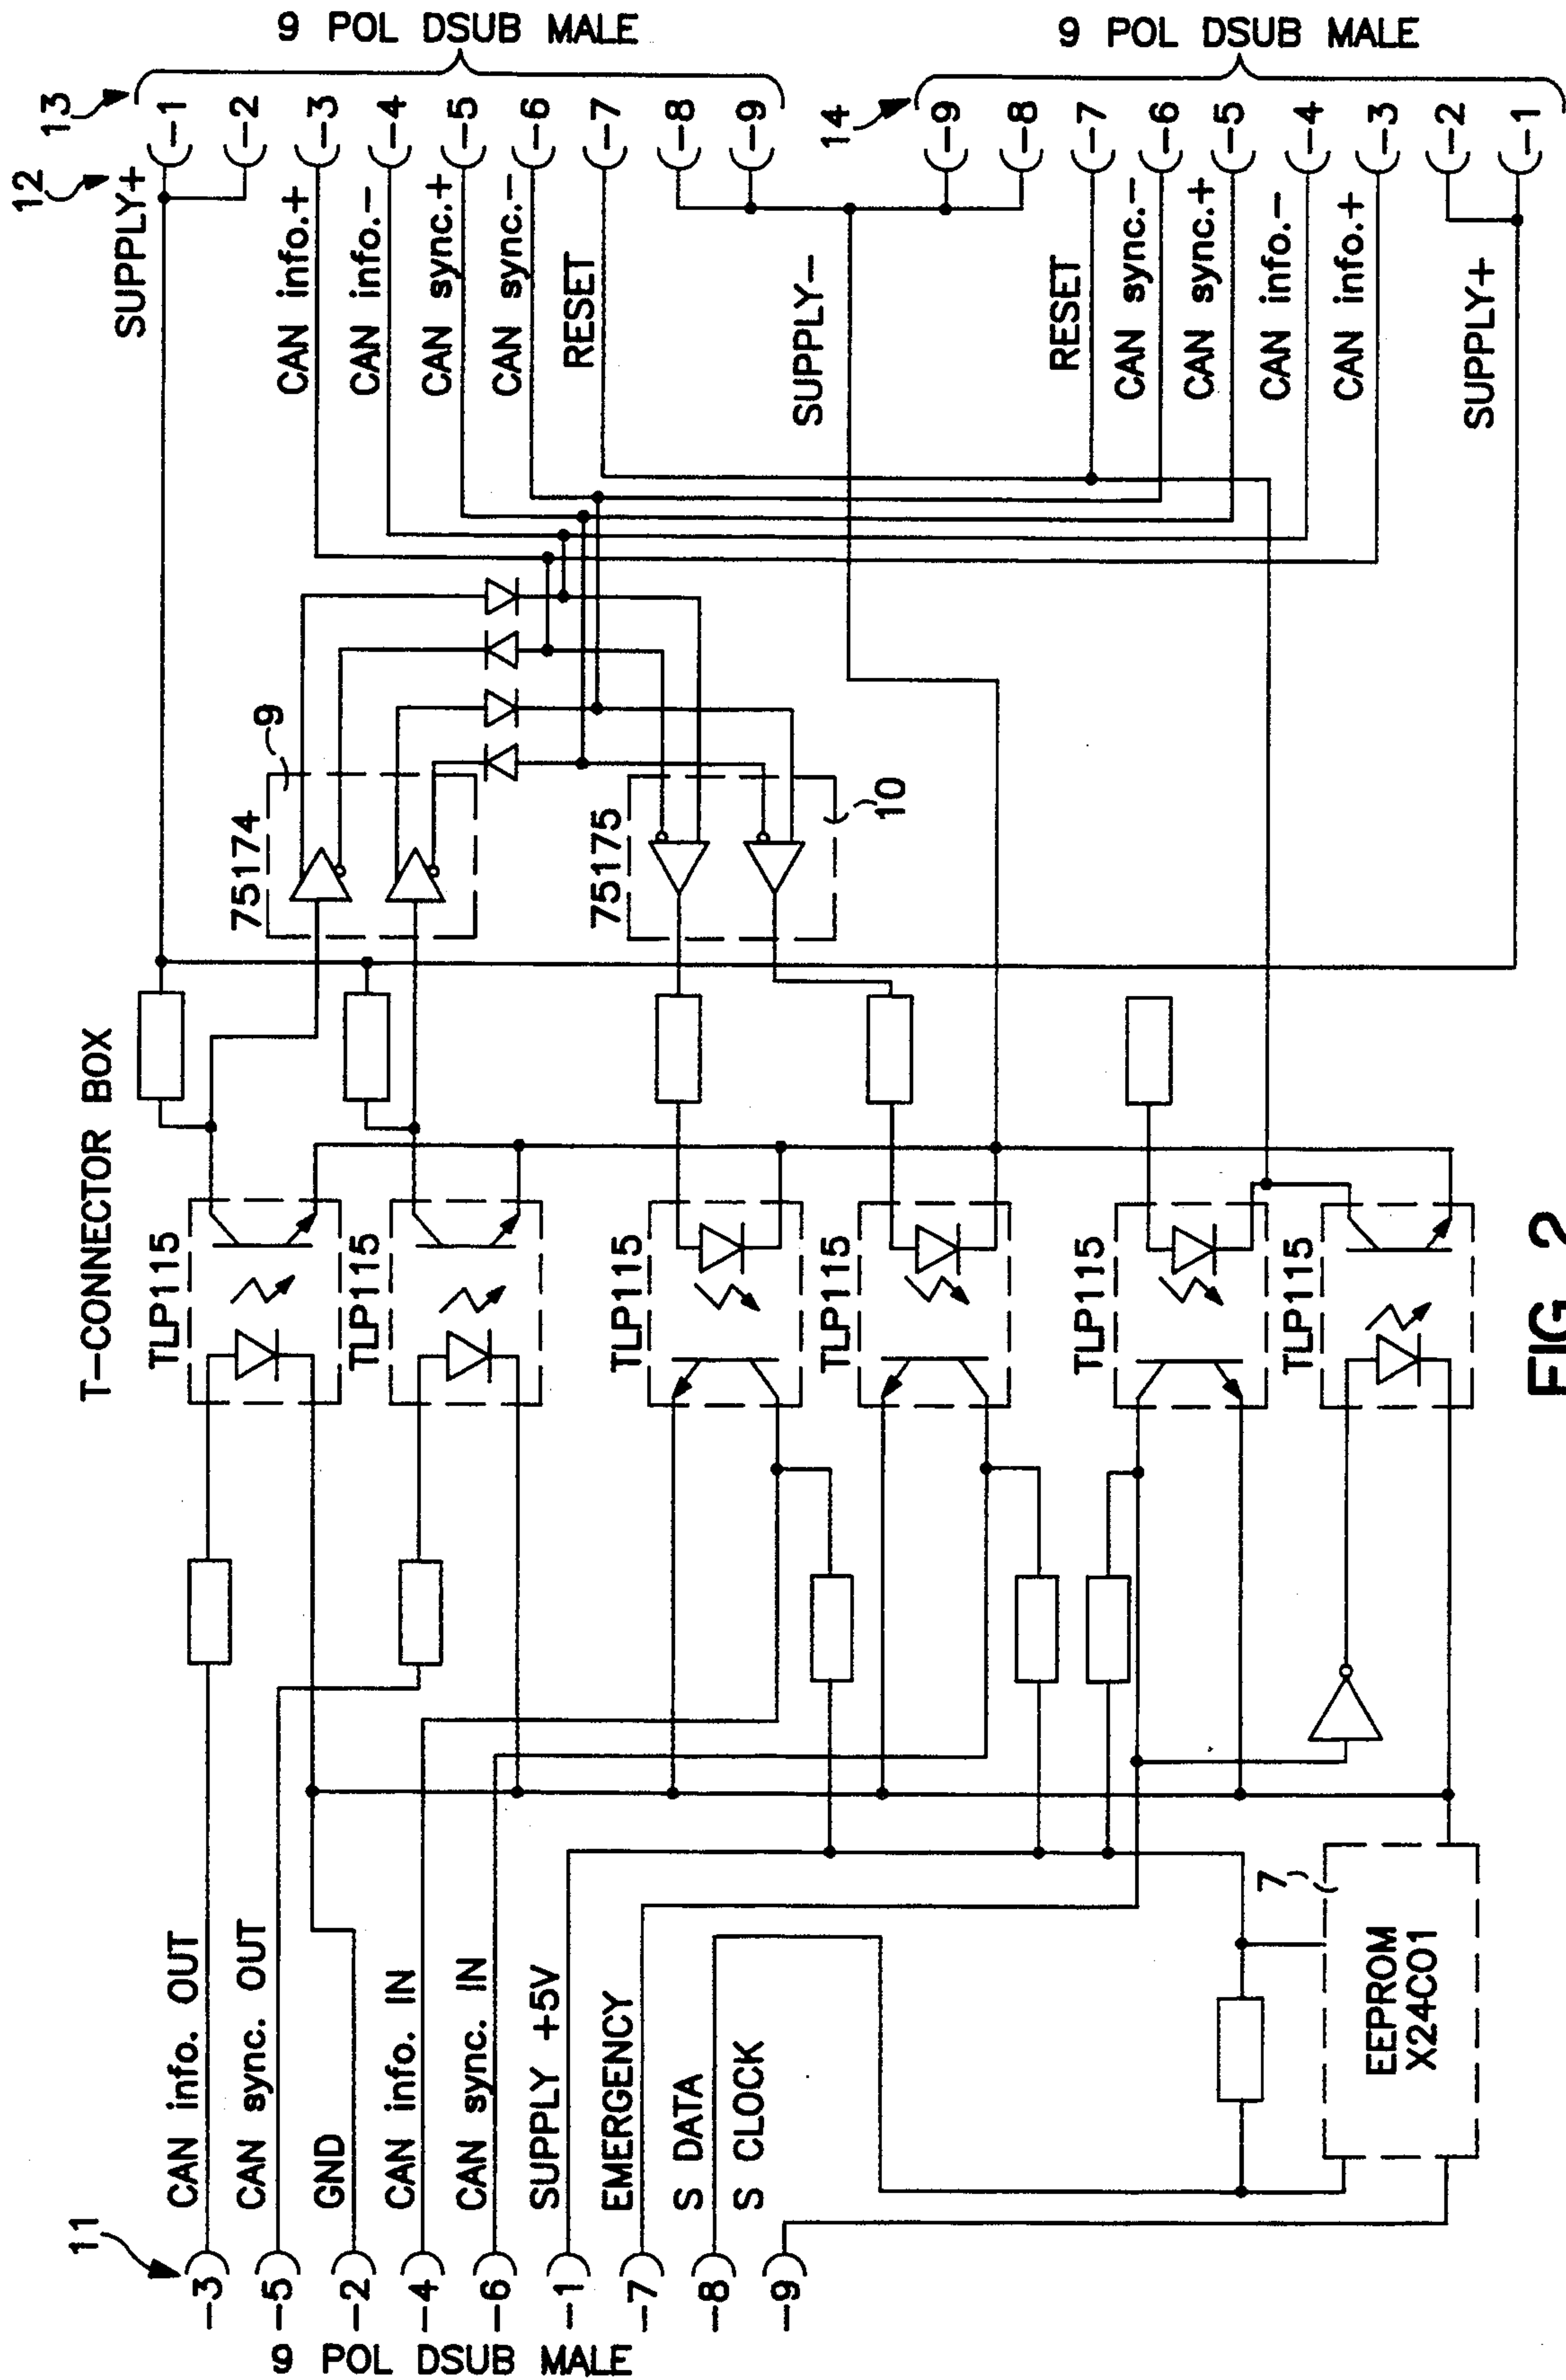 T-CONNECTOR BOX
11
--3
CAN info. OUT
--5
CAN sync. OUT
--2
GND
--4
CAN info. IN
--6
CAN sync. IN
--1
SUPPLY +5V
--7
EMERGENCY
--8
S DATA
--9
S CLOCK
9 POL DSUB MALE
TLP115
TLP115
TLP115
TLP115
TLP115
TLP115
7
EEPROM
X24CO1
75174
9
75175
10
12
13
SUPPLY+
--1
--2
CAN info.+
--3
CAN info.-
--4
CAN sync.+
--5
CAN sync.-
--6
RESET
--7
--8
--9
9 POL DSUB MALE
SUPPLY-
14
--9
--8
RESET
--7
CAN sync.-
--6
CAN sync.+
--5
CAN info.-
--4
CAN info.+
--3
--2
SUPPLY+
--1
9 POL DSUB MALE
FIG. 2